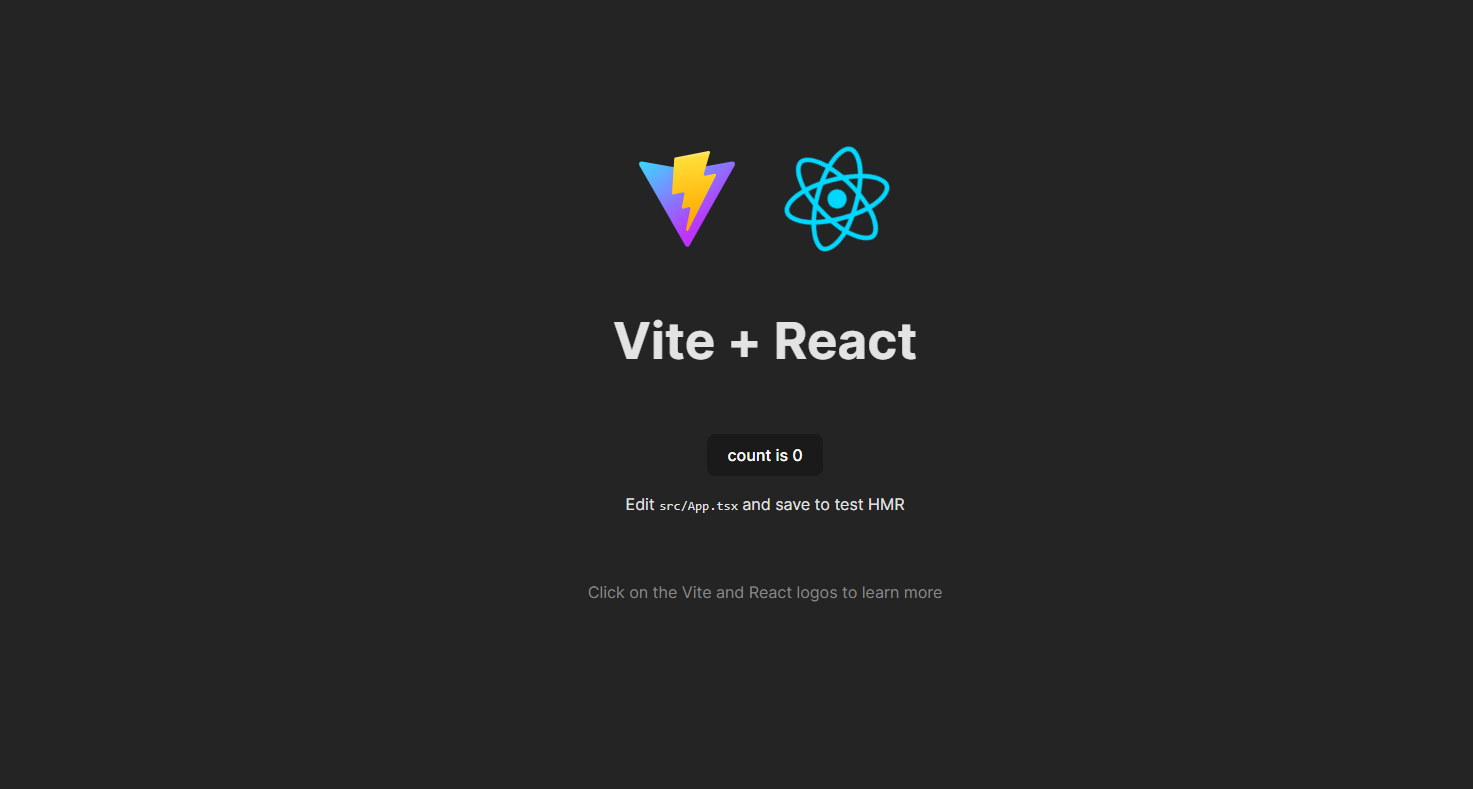 Vite + React
count is 0
Edit src/App.tsx and save to test HMR
Click on the Vite and React logos to learn more